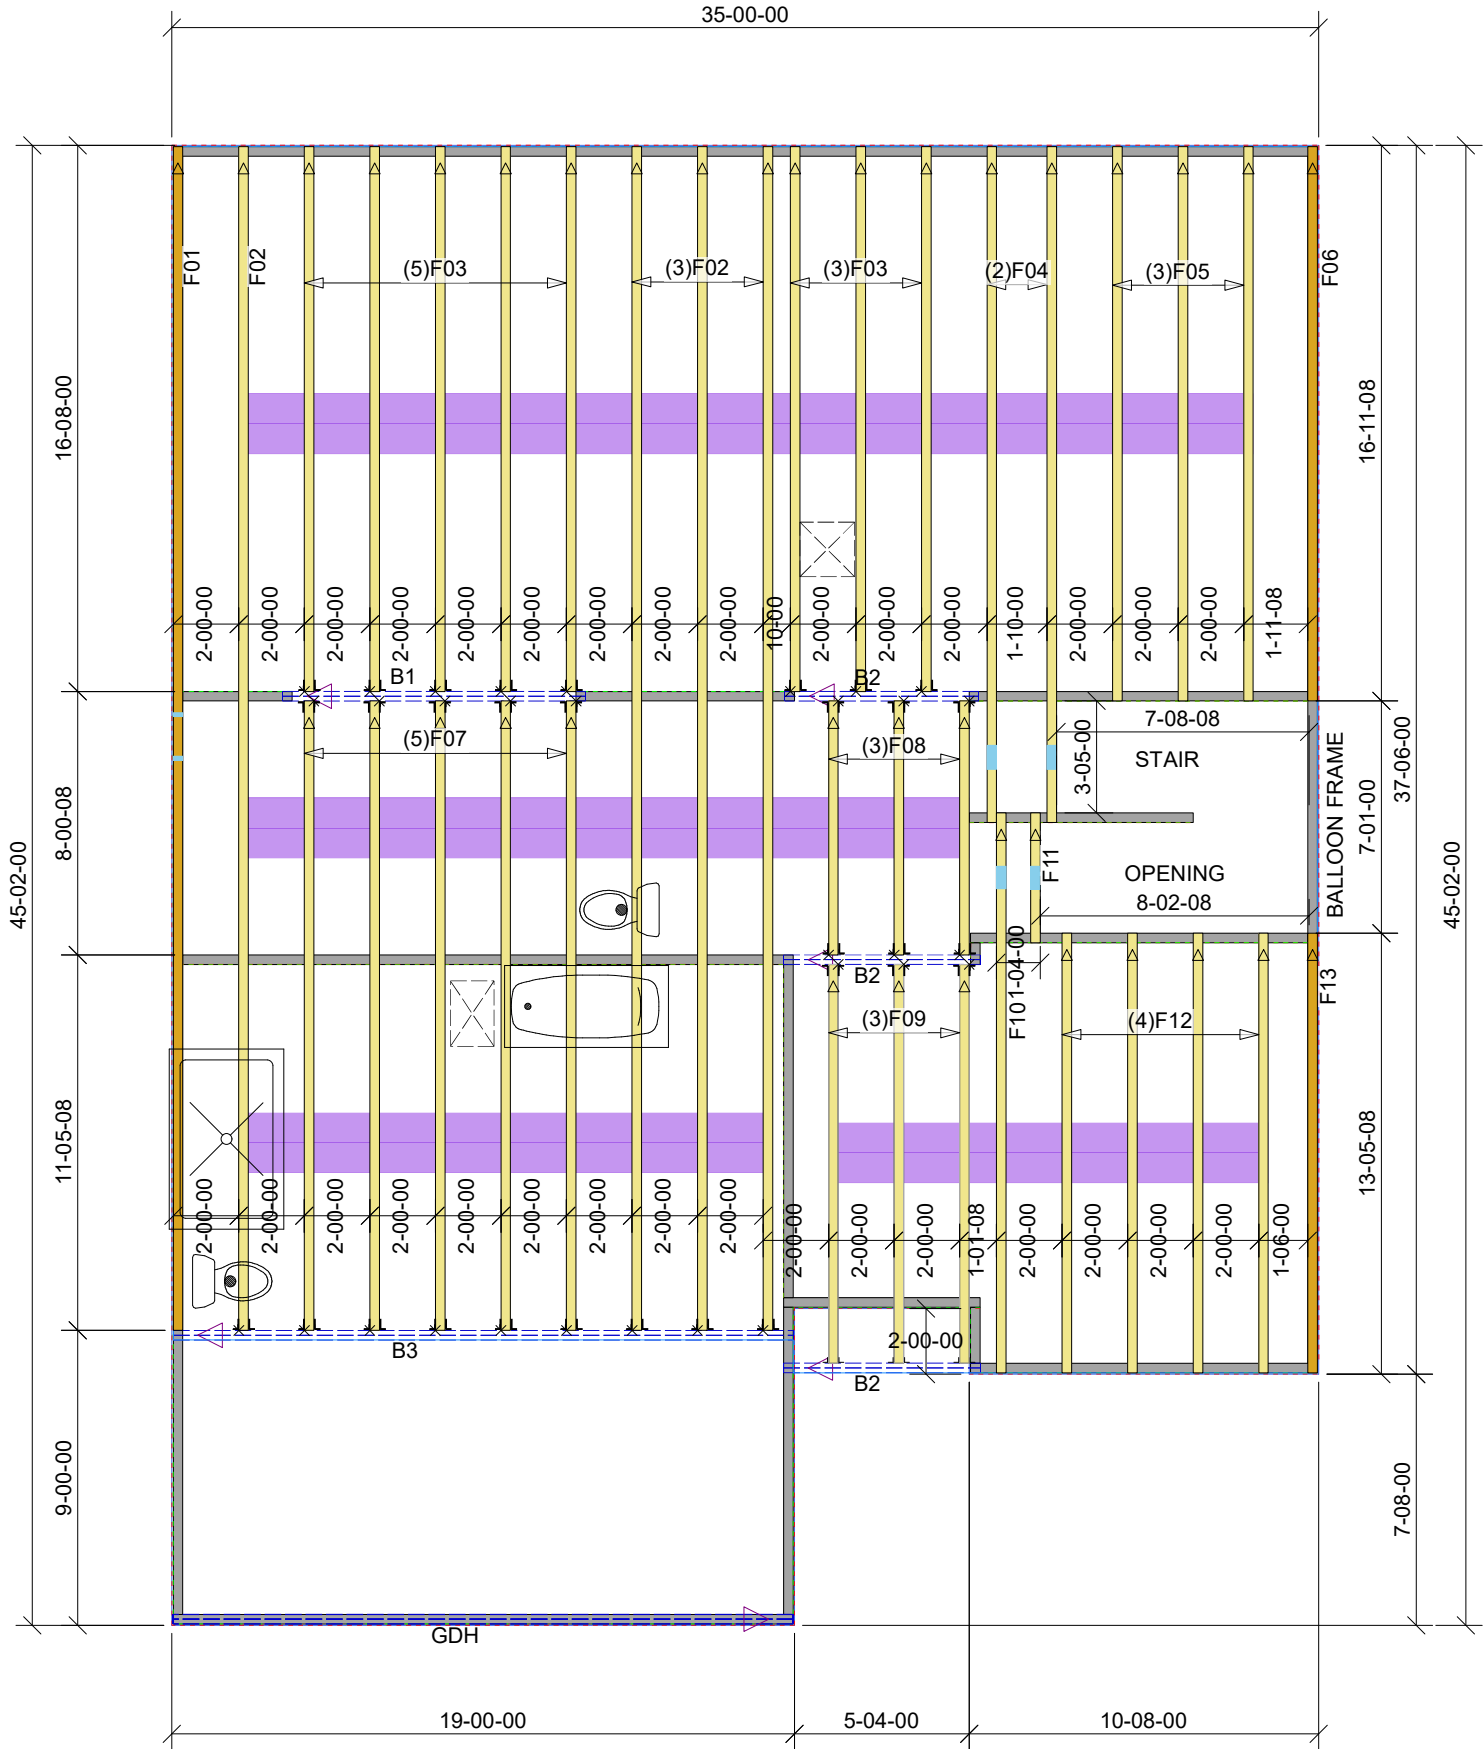 35-00-00
F01
F02
(5)F03
(3)F02
(3)F03
(2)F04
(3)F05
F06
16-08-00
16-11-08
45-02-00
37-06-00
45-02-00
2-00-00
2-00-00
2-00-00
2-00-00
2-00-00
2-00-00
2-00-00
2-00-00
2-00-00
10-00
2-00-00
2-00-00
2-00-00
1-10-00
2-00-00
2-00-00
2-00-00
1-11-08
B1
B2
(5)F07
(3)F08
7-08-08
3-05-00
STAIR
BALLOON FRAME
8-00-08
7-01-00
F11
OPENING
8-02-08
1-04-00
B2
F10
(3)F09
(4)F12
F13
11-05-08
13-05-08
2-00-00
2-00-00
2-00-00
2-00-00
2-00-00
2-00-00
2-00-00
2-00-00
2-00-00
2-00-00
2-00-00
2-00-00
1-01-08
2-00-00
2-00-00
2-00-00
2-00-00
1-06-00
2-00-00
B3
B2
9-00-00
7-08-00
GDH
19-00-00
5-04-00
10-08-00